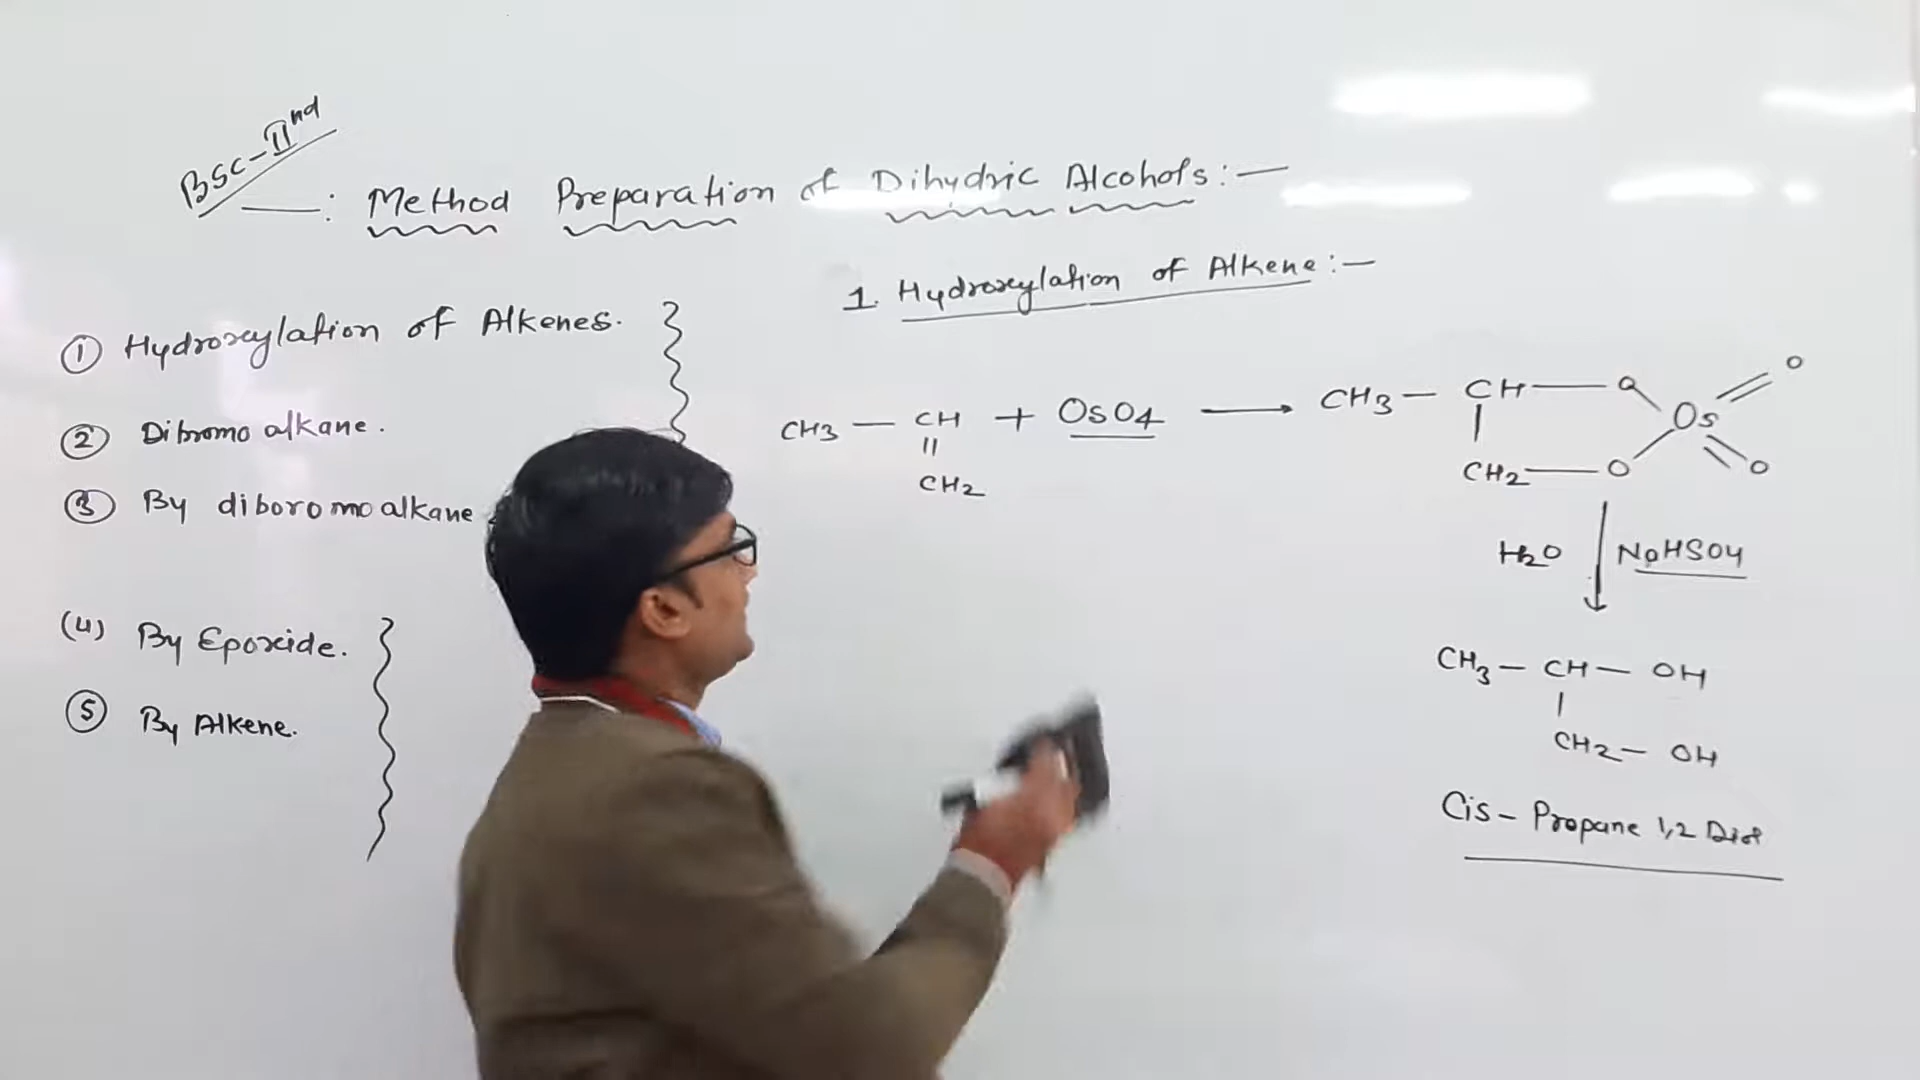 BSC-IInd
—: Method Preparation of Dihydric Alcohols:—
① Hydroxylation of Alkenes.
② Dibromo alkane.
③ By diboromoalkane
(4) By Epoxide.
⑤ By Alkene.
1. Hydroxylation of Alkene:—
CH3 — CH + OsO4 → CH3 — CH — O Os O
||
CH2
CH2 — O O
H2O NaHSO4
CH3 — CH — OH
|
CH2 — OH
Cis - Propane 1,2 Diol